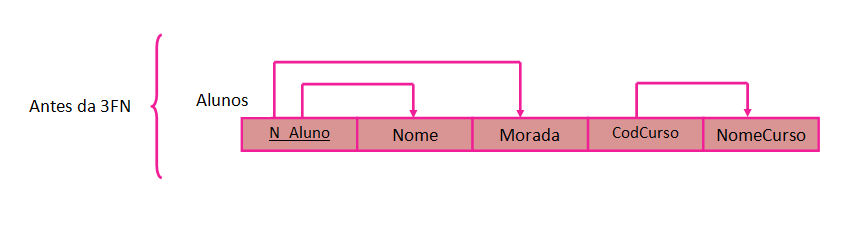 Antes da 3FN
Alunos
N_Aluno
Nome
Morada
CodCurso
NomeCurso